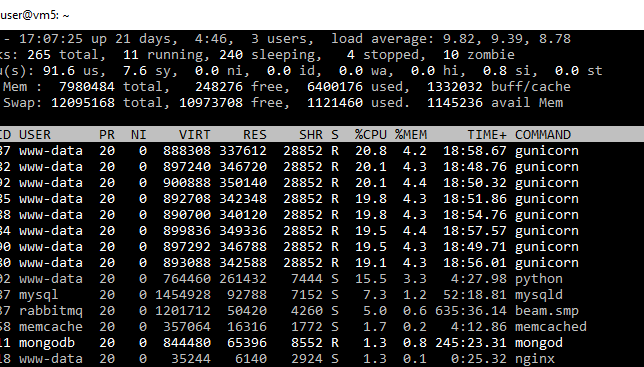 user@vm5: ~
- 17:07:25 up 21 days, 4:46, 3 users, load average: 9.82, 9.39, 8.78
ks: 265 total, 11 running, 240 sleeping, 4 stopped, 10 zombie
u(s): 91.6 us, 7.6 sy, 0.0 ni, 0.0 id, 0.0 wa, 0.0 hi, 0.8 si, 0.0 st
Mem : 7980484 total, 248276 free, 6400176 used, 1332032 buff/cache
Swap: 12095168 total, 10973708 free, 1121460 used. 1145236 avail Mem
ID USER PR NI VIRT RES SHR S %CPU %MEM TIME+ COMMAND
37 www-data 20 0 888308 337612 28852 R 20.8 4.2 18:58.67 gunicorn
32 www-data 20 0 897240 346720 28852 R 20.1 4.3 18:48.76 gunicorn
92 www-data 20 0 900888 350140 28852 R 20.1 4.4 18:50.32 gunicorn
35 www-data 20 0 892708 342348 28852 R 19.8 4.3 18:51.86 gunicorn
38 www-data 20 0 890700 340120 28852 R 19.8 4.3 18:54.76 gunicorn
34 www-data 20 0 899836 349336 28852 R 19.5 4.4 18:57.57 gunicorn
90 www-data 20 0 897292 346788 28852 R 19.5 4.3 18:49.71 gunicorn
30 www-data 20 0 893088 342588 28852 R 19.1 4.3 18:56.01 gunicorn
02 www-data 20 0 764460 261432 7444 S 15.5 3.3 4:27.98 python
37 mysql 20 0 1454928 92788 7152 S 7.3 1.2 52:18.81 mysqld
37 rabbitmq 20 0 1201712 50420 4260 S 5.0 0.6 635:36.14 beam.smp
58 memcache 20 0 357064 16316 1772 S 1.7 0.2 4:12.86 memcached
11 mongodb 20 0 844480 65396 8552 R 1.3 0.8 245:23.31 mongod
18 www-data 20 0 35244 6140 2924 S 1.3 0.1 0:25.32 nginx